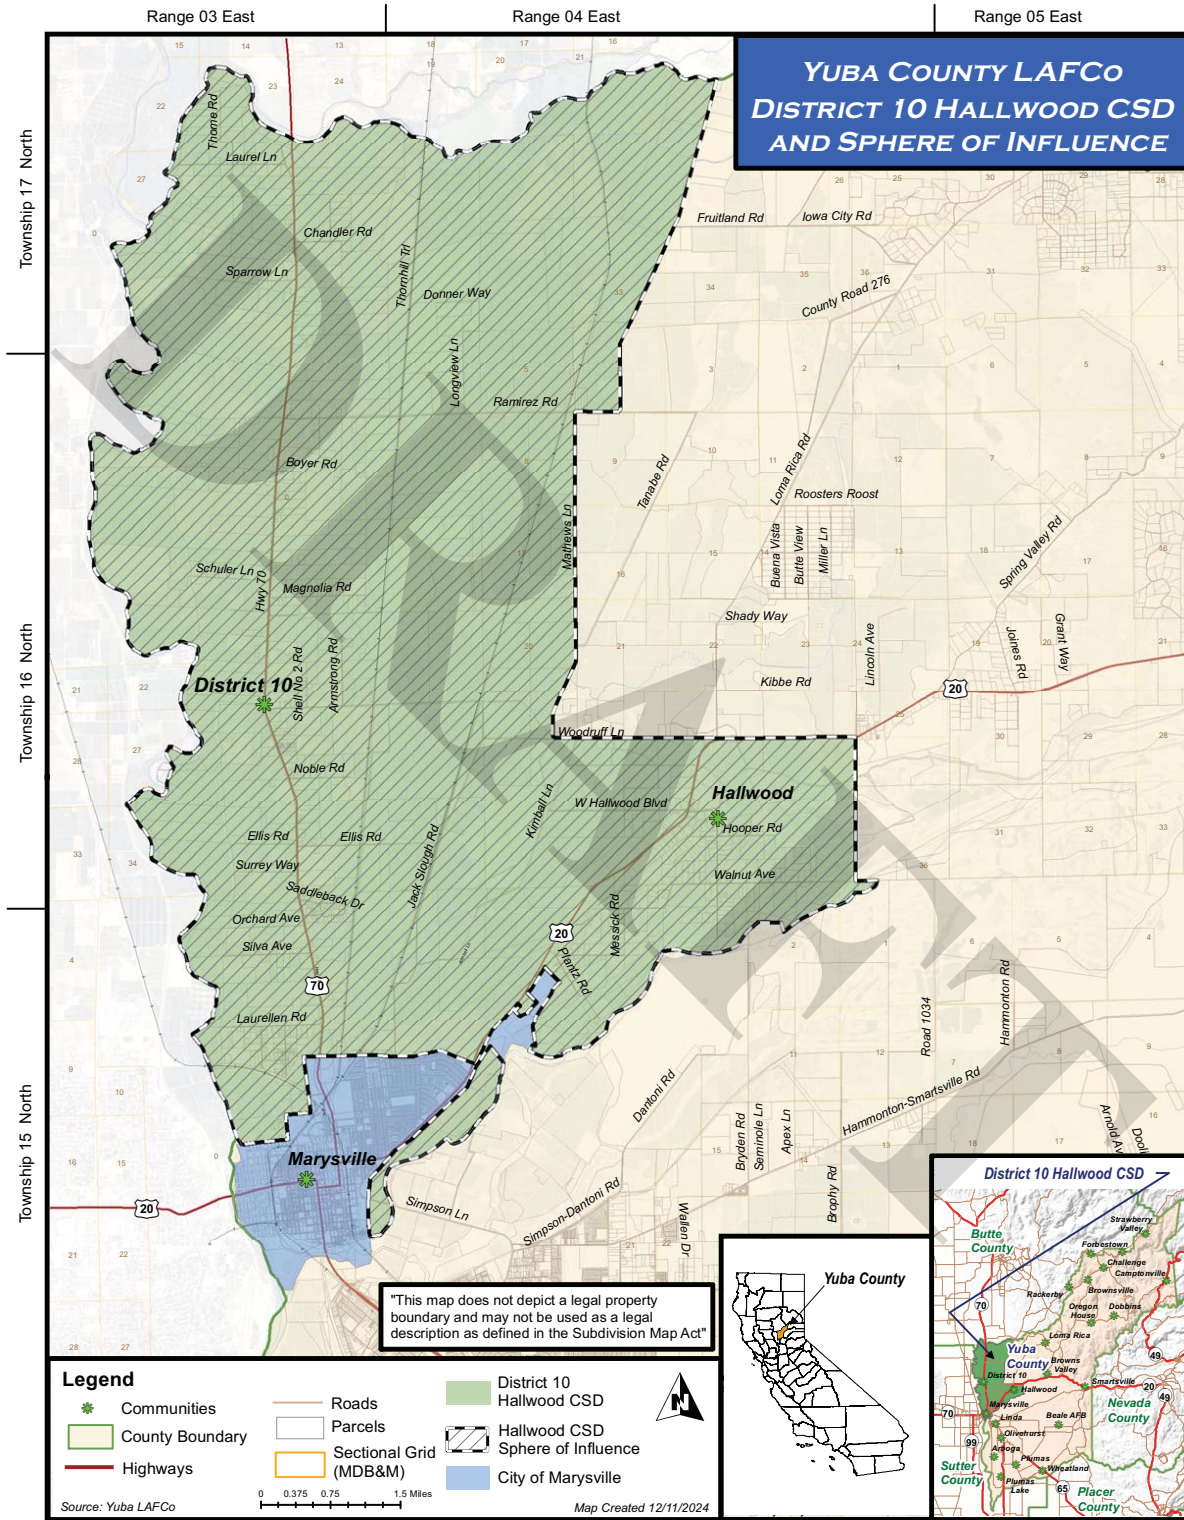 Range 03 East
Range 04 East
Range 05 East
Township 17 North
Township 16 North
Township 15 North
YUBA COUNTY LAFCO
DISTRICT 10 HALLWOOD CSD
AND SPHERE OF INFLUENCE
DRAFT
Thorne Rd
Laurel Ln
Chandler Rd
Sparrow Ln
Thornhill Trl
Donner Way
Longview Ln
Ramirez Rd
Fruitland Rd
Iowa City Rd
County Road 276
Boyer Rd
Tanabe Rd
Loma Rica Rd
Roosters Roost
Mathews Ln
Buena Vista
Butte View
Miller Ln
Spring Valley Rd
Schuler Ln
Hwy 70
Magnolia Rd
Shady Way
Lincoln Ave
Joines Rd
Grant Way
Shell No 2 Rd
Armstrong Rd
District 10
Kibbe Rd
20
Woodruff Ln
Noble Rd
Kimball Ln
W Hallwood Blvd
Hallwood
Hooper Rd
Ellis Rd
Ellis Rd
Surrey Way
Saddleback Dr
Jack Slough Rd
Walnut Ave
Orchard Ave
Silva Ave
Messick Rd
20
Plantz Rd
70
Laurellen Rd
Road 1034
Hammonton Rd
Dantoni Rd
Hammonton-Smartsville Rd
Bryden Rd
Seminole Ln
Apex Ln
Brophy Rd
Arnold Ave
Marysville
20
Simpson Ln
Simpson-Dantoni Rd
Wallen Dr
"This map does not depict a legal property
boundary and may not be used as a legal
description as defined in the Subdivision Map Act"
Legend
Communities
County Boundary
Highways
Roads
Parcels
Sectional Grid
(MDB&M)
District 10
Hallwood CSD
Hallwood CSD
Sphere of Influence
City of Marysville
N
Source: Yuba LAFCo
0 0.375 0.75 1.5 Miles
Map Created 12/11/2024
Yuba County
District 10 Hallwood CSD
Butte
County
Strawberry
Valley
Forbestown
Challenge
Camptonville
Rackerby
Brownsville
70
Oregon
House
Dobbins
Loma Rica
Yuba
County
49
Browns
Valley
District 10
Smartsville
Hallwood
20
49
Marysville
70
Linda
Beale AFB
Nevada
County
Olivehurst
99
Arboga
Plumas
Wheatland
Sutter
County
Plumas
Lake
65
Placer
County